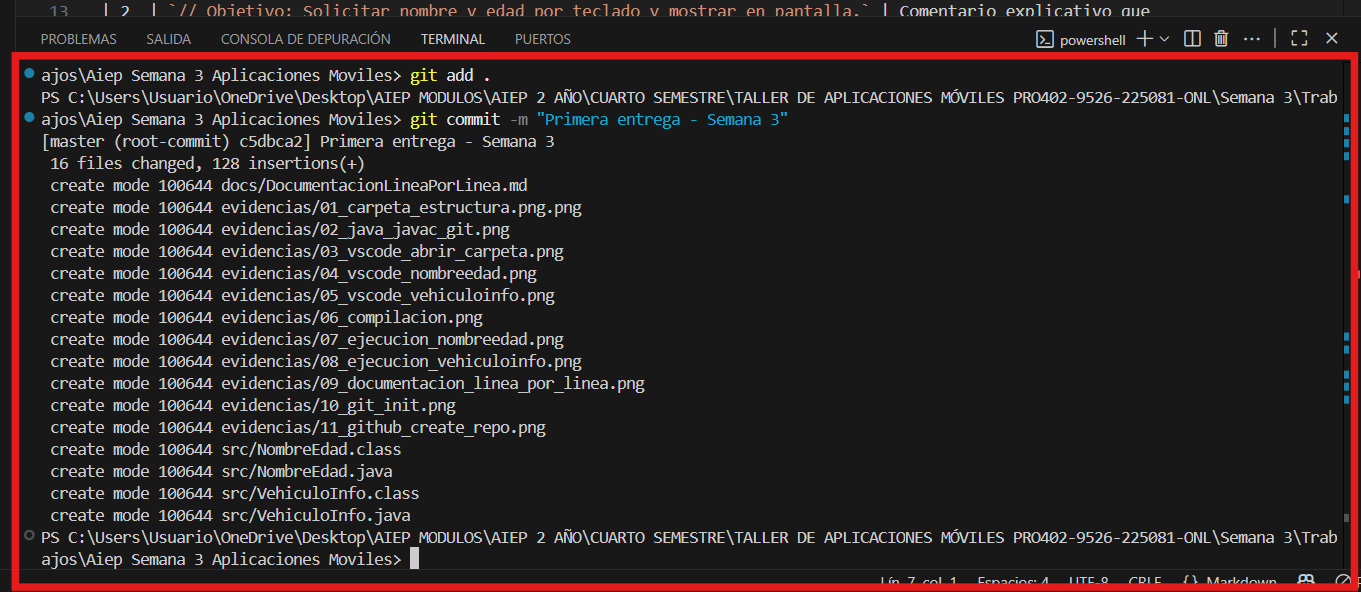 13 | 2 | `// Objetivo: Solicitar nombre y edad por teclado y mostrar en pantalla.` | Comentario explicativo que
PROBLEMAS SALIDA CONSOLA DE DEPURACIÓN TERMINAL PUERTOS powershell
ajos\Aiep Semana 3 Aplicaciones Moviles> git add .
PS C:\Users\Usuario\OneDrive\Desktop\AIEP MODULOS\AIEP 2 AÑO\CUARTO SEMESTRE\TALLER DE APLICACIONES MÓVILES PRO402-9526-225081-ONL\Semana 3\Trab
ajos\Aiep Semana 3 Aplicaciones Moviles> git commit -m "Primera entrega - Semana 3"
[master (root-commit) c5dbca2] Primera entrega - Semana 3
16 files changed, 128 insertions(+)
create mode 100644 docs/DocumentacionLineaPorLinea.md
create mode 100644 evidencias/01_carpeta_estructura.png.png
create mode 100644 evidencias/02_java_javac_git.png
create mode 100644 evidencias/03_vscode_abrir_carpeta.png
create mode 100644 evidencias/04_vscode_nombreedad.png
create mode 100644 evidencias/05_vscode_vehiculoinfo.png
create mode 100644 evidencias/06_compilacion.png
create mode 100644 evidencias/07_ejecucion_nombreedad.png
create mode 100644 evidencias/08_ejecucion_vehiculoinfo.png
create mode 100644 evidencias/09_documentacion_linea_por_linea.png
create mode 100644 evidencias/10_git_init.png
create mode 100644 evidencias/11_github_create_repo.png
create mode 100644 src/NombreEdad.class
create mode 100644 src/NombreEdad.java
create mode 100644 src/VehiculoInfo.class
create mode 100644 src/VehiculoInfo.java
PS C:\Users\Usuario\OneDrive\Desktop\AIEP MODULOS\AIEP 2 AÑO\CUARTO SEMESTRE\TALLER DE APLICACIONES MÓVILES PRO402-9526-225081-ONL\Semana 3\Trab
ajos\Aiep Semana 3 Aplicaciones Moviles>
Lín. 7, col. 1 Espacios: 4 UTF-8 CRLF {} Markdown